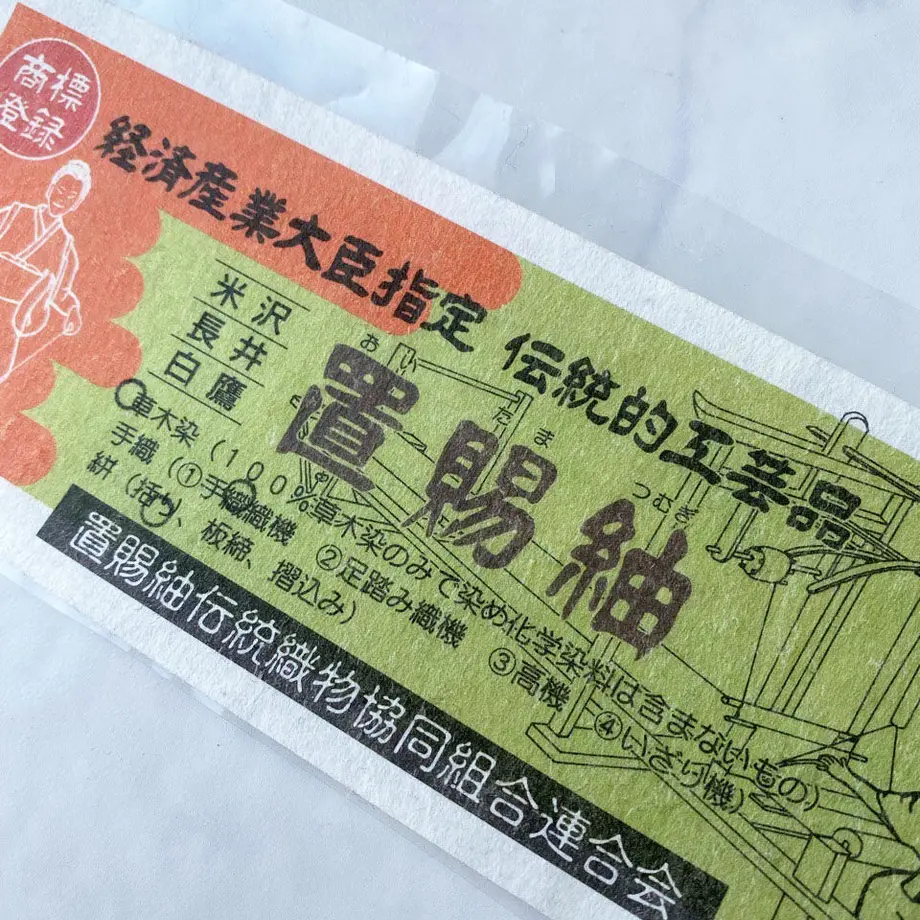 商標
登録
経済産業大臣指定 伝統的工芸品
米沢
長井
白鷹
おいたま つむぎ
置賜紬
草木染(100%草木染のみで染め化学染料は含まないもの)
手織(①手織織機 ②足踏み織機 ③高機 ④いざり機)
絣(括り、板締、摺込み)
置賜紬伝統織物協同組合連合会